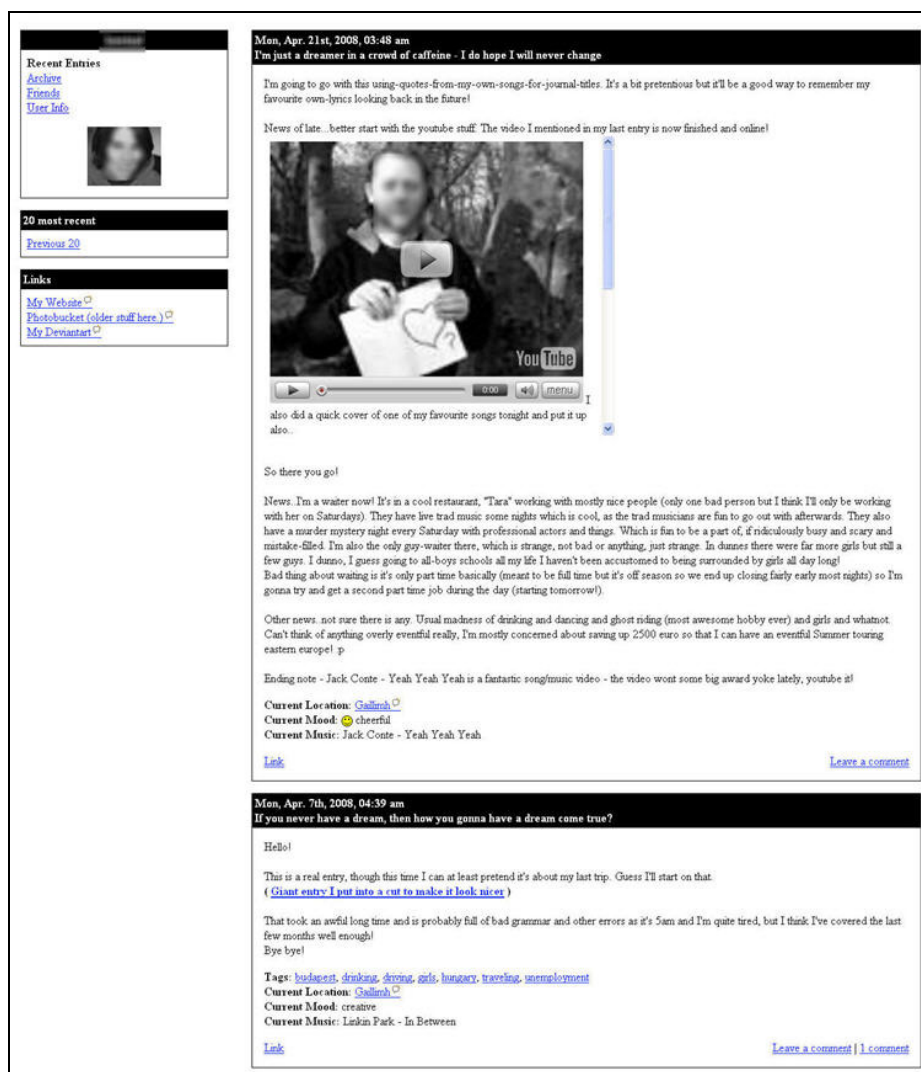 Recent Entries
Archive
Friends
User Info
20 most recent
Previous 20
Links
My Website
Photobucket (older stuff here.)
My Deviantart
Mon, Apr. 21st, 2008, 03:48 am
I'm just a dreamer in a crowd of caffeine - I do hope I will never change
I'm going to go with this using-quotes-from-my-own-songs-for-journal-titles. It's a bit pretentious but it'll be a good way to remember my
favourite own-lyrics looking back in the future!
News of late...better start with the youtube stuff. The video I mentioned in my last entry is now finished and online!
?
YouTube
0:00 menu I
also did a quick cover of one of my favourite songs tonight and put it up
also..
So there you go!
News..I'm a waiter now! It's in a cool restaurant, "Tara" working with mostly nice people (only one bad person but I think I'll only be working
with her on Saturdays). They have live trad music some nights which is cool, as the trad musicians are fun to go out with afterwards. They also
have a murder mystery night every Saturday with professional actors and things. Which is fun to be a part of, if ridiculously busy and scary and
mistake-filled. I'm also the only guy-waiter there, which is strange, not bad or anything, just strange. In dunnes there were far more girls but still a
few guys. I dunno, I guess going to all-boys schools all my life I haven't been accustomed to being surrounded by girls all day long!
Bad thing about waiting is it's only part time basically (meant to be full time but it's off season so we end up closing fairly early most nights) so I'm
gonna try and get a second part time job during the day (starting tomorrow!).
Other news..not sure there is any. Usual madness of drinking and dancing and ghost riding (most awesome hobby ever) and girls and whatnot.
Can't think of anything overly eventful really, I'm mostly concerned about saving up 2500 euro so that I can have an eventful Summer touring
eastern europe! :p
Ending note - Jack Conte - Yeah Yeah Yeah is a fantastic song/music video - the video wont some big award yoke lately, youtube it!
Current Location: Gaillimh
Current Mood: cheerful
Current Music: Jack Conte - Yeah Yeah Yeah
Link Leave a comment
Mon, Apr. 7th, 2008, 04:39 am
If you never have a dream, then how you gonna have a dream come true?
Hello!
This is a real entry, though this time I can at least pretend it's about my last trip. Guess I'll start on that.
( Giant entry I put into a cut to make it look nicer )
That took an awful long time and is probably full of bad grammar and other errors as it's 5am and I'm quite tired, but I think I've covered the last
few months well enough!
Bye bye!
Tags: budapest, drinking, driving, girls, hungary, traveling, unemployment
Current Location: Gaillimh
Current Mood: creative
Current Music: Linkin Park - In Between
Link Leave a comment | 1 comment